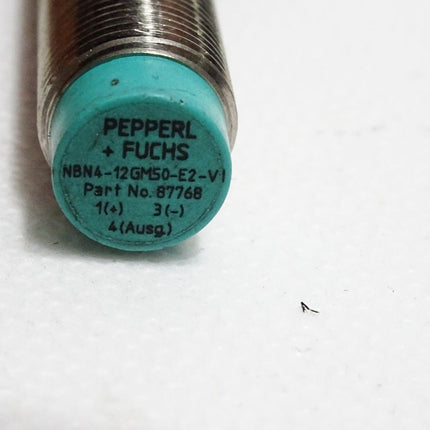 PEPPERL
+ FUCHS
NBN4-12GM50-E2-V1
Part No. 87768
1(+) 3(-)
4(Ausg.)